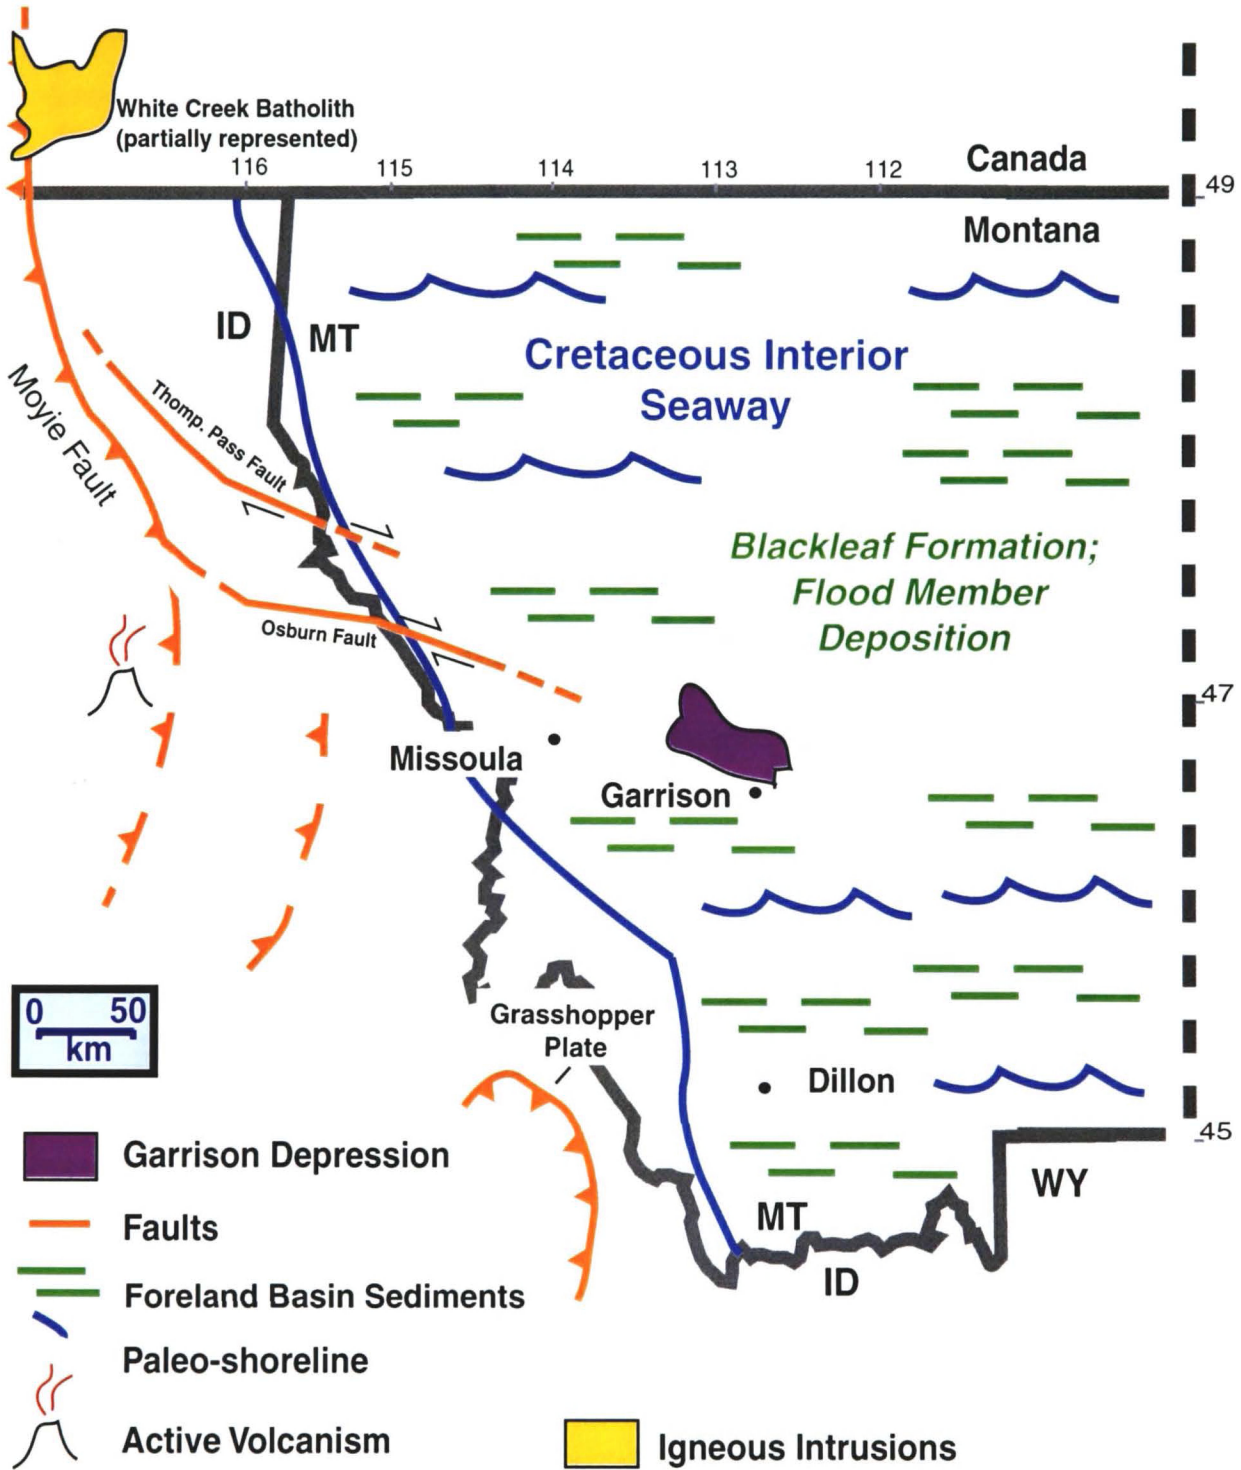 White Creek Batholith
(partially represented)
116
115
114
113
112
Canada
49
Montana
ID
MT
Cretaceous Interior
Seaway
Moyie Fault
Thomp. Pass Fault
Blackleaf Formation;
Flood Member
Deposition
Osburn Fault
47
Missoula
Garrison
0
50
km
Grasshopper
Plate
Dillon
45
WY
MT
ID
Garrison Depression
Faults
Foreland Basin Sediments
Paleo-shoreline
Active Volcanism
Igneous Intrusions